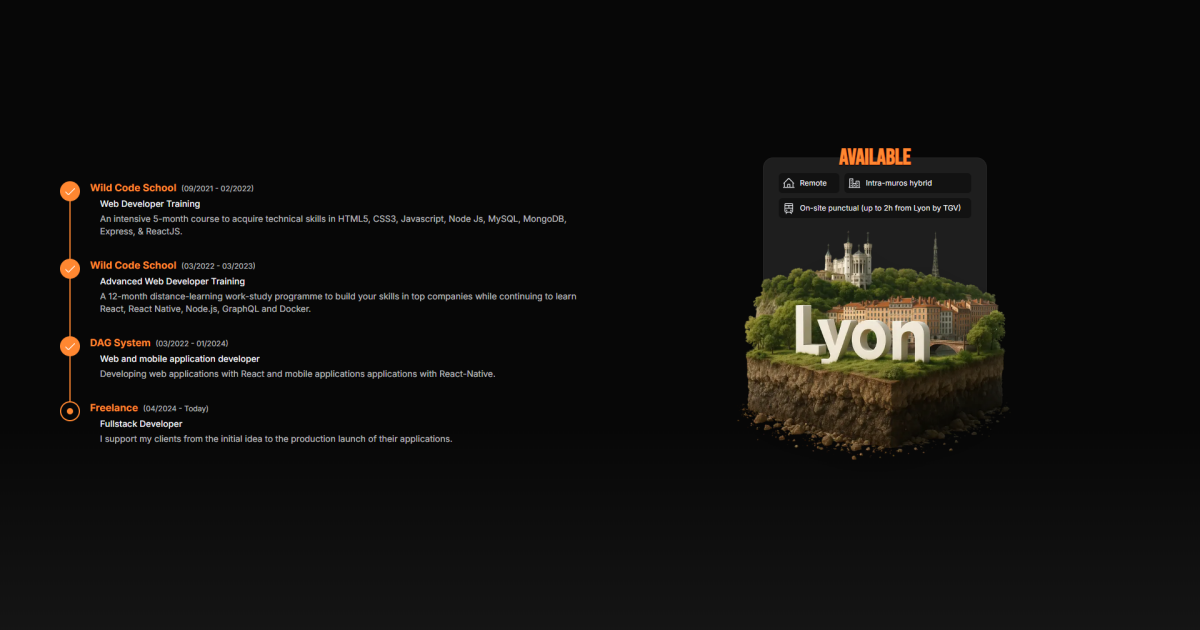 Wild Code School (09/2021 - 02/2022)
Web Developer Training
An intensive 5-month course to acquire technical skills in HTML5, CSS3, Javascript, Node Js, MySQL, MongoDB,
Express, & ReactJS.
Wild Code School (03/2022 - 03/2023)
Advanced Web Developer Training
A 12-month distance-learning work-study programme to build your skills in top companies while continuing to learn
React, React Native, Node.js, GraphQL and Docker.
DAG System (03/2022 - 01/2024)
Web and mobile application developer
Developing web applications with React and mobile applications applications with React-Native.
Freelance (04/2024 - Today)
Fullstack Developer
I support my clients from the initial idea to the production launch of their applications.
AVAILABLE
Remote
Intra-muros hybrid
On-site punctual (up to 2h from Lyon by TGV)
Lyon